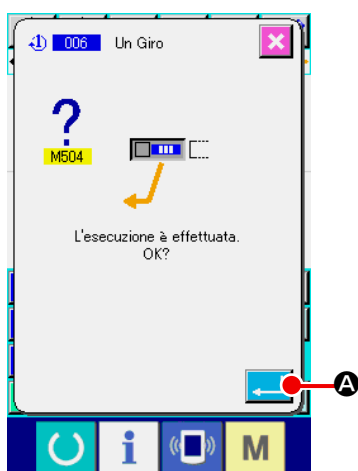 006 Un Giro
M504
L'esecuzione è effettuata.
OK?
A
i
M